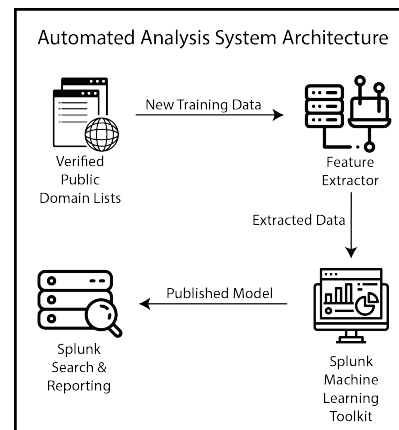 Automated Analysis System Architecture
New Training Data
Verified
Public
Domain Lists
Feature
Extractor
Extracted Data
Published Model
Splunk
Search &
Reporting
Splunk
Machine
Learning
Toolkit